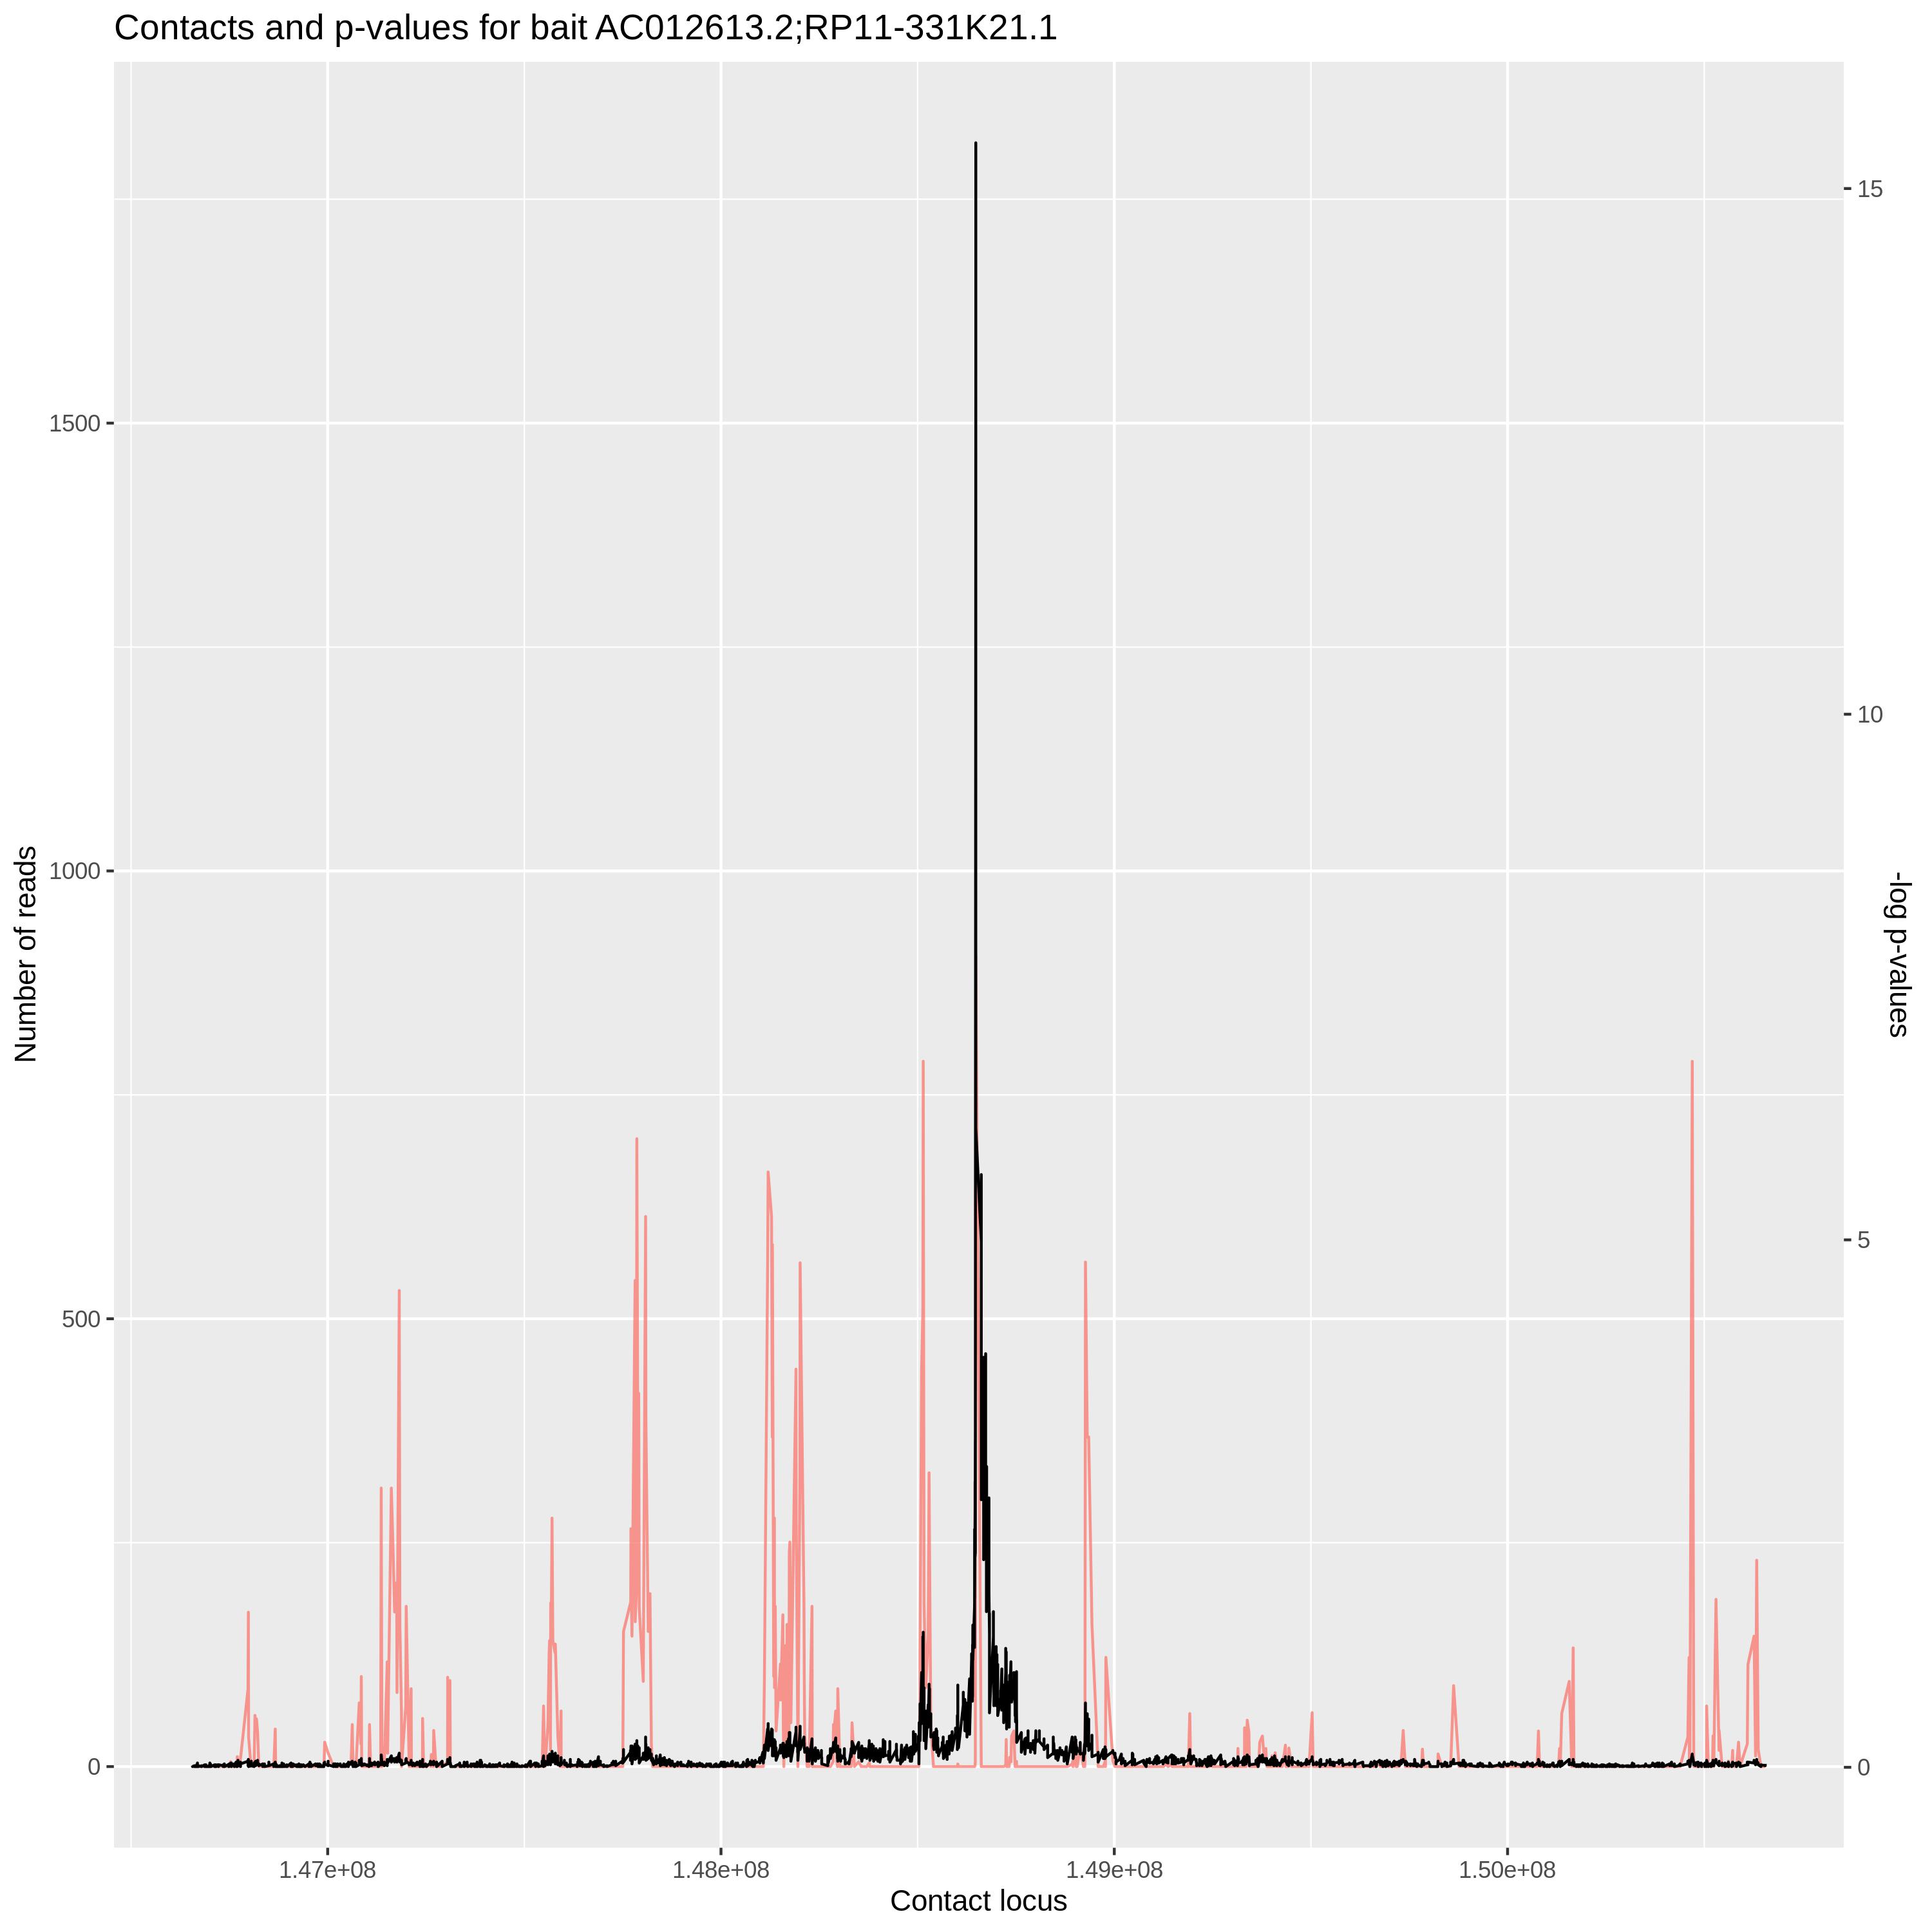 Contacts and p-values for bait AC012613.2;RP11-331K21.1
15
1500
10
1000
Number of reads
-log p-values
5
500
0
0
1.47e+08
1.48e+08
1.49e+08
1.50e+08
Contact locus